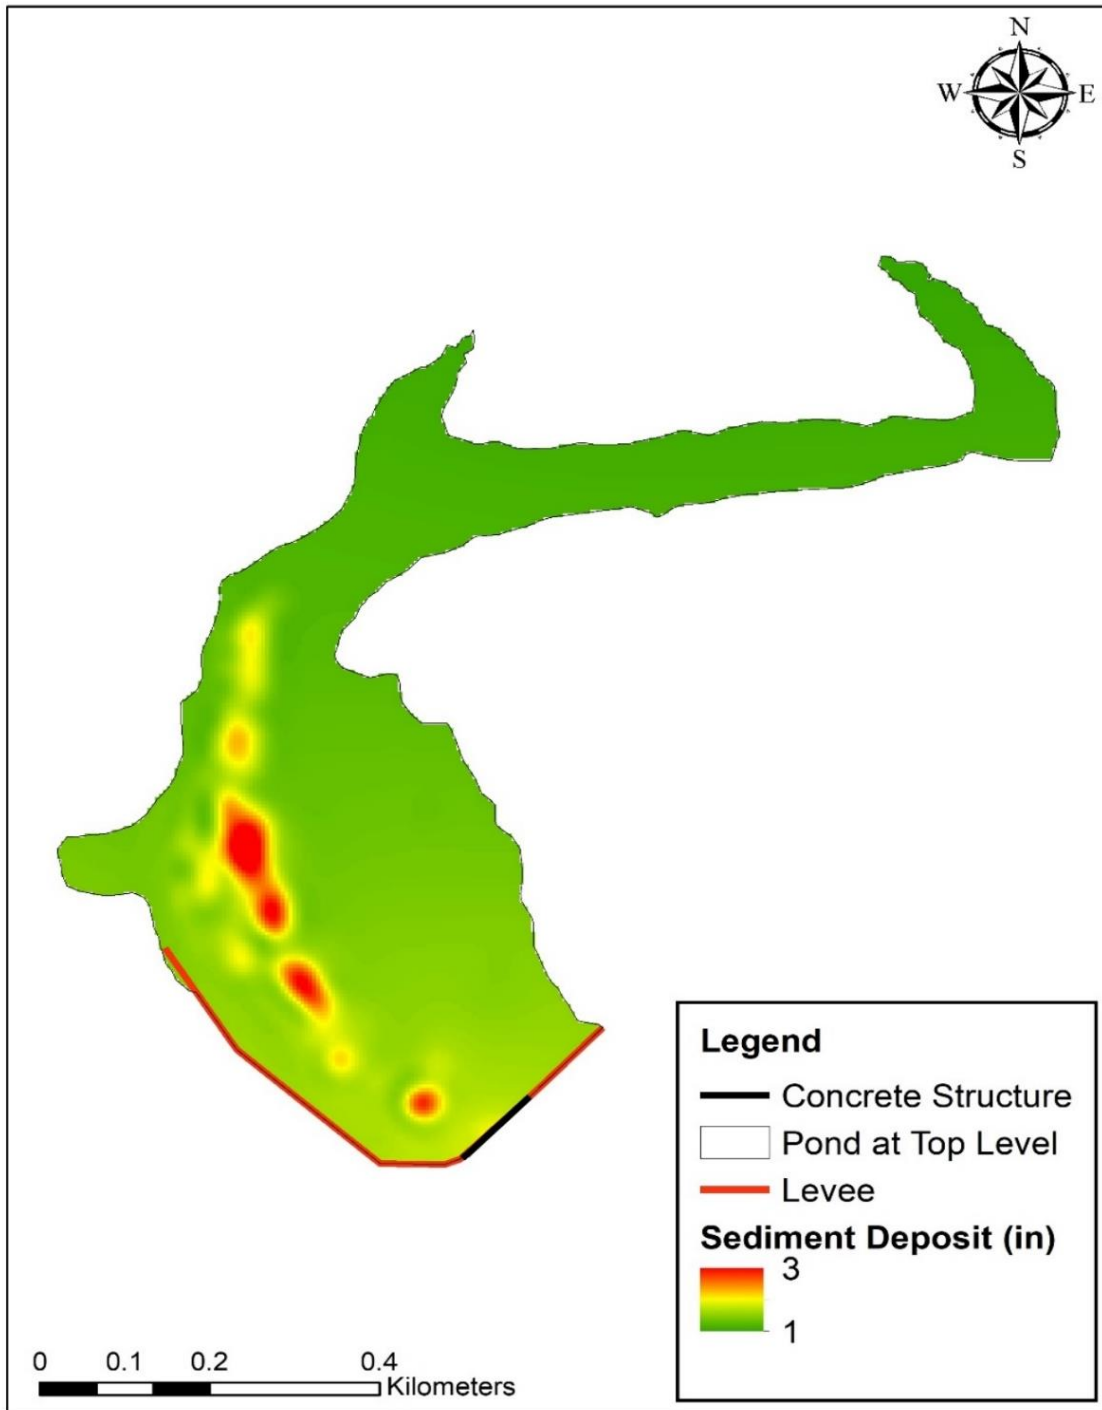 N
W E
S
Legend
Concrete Structure
Pond at Top Level
Levee
Sediment Deposit (in)
3
1
0 0.1 0.2 0.4
Kilometers